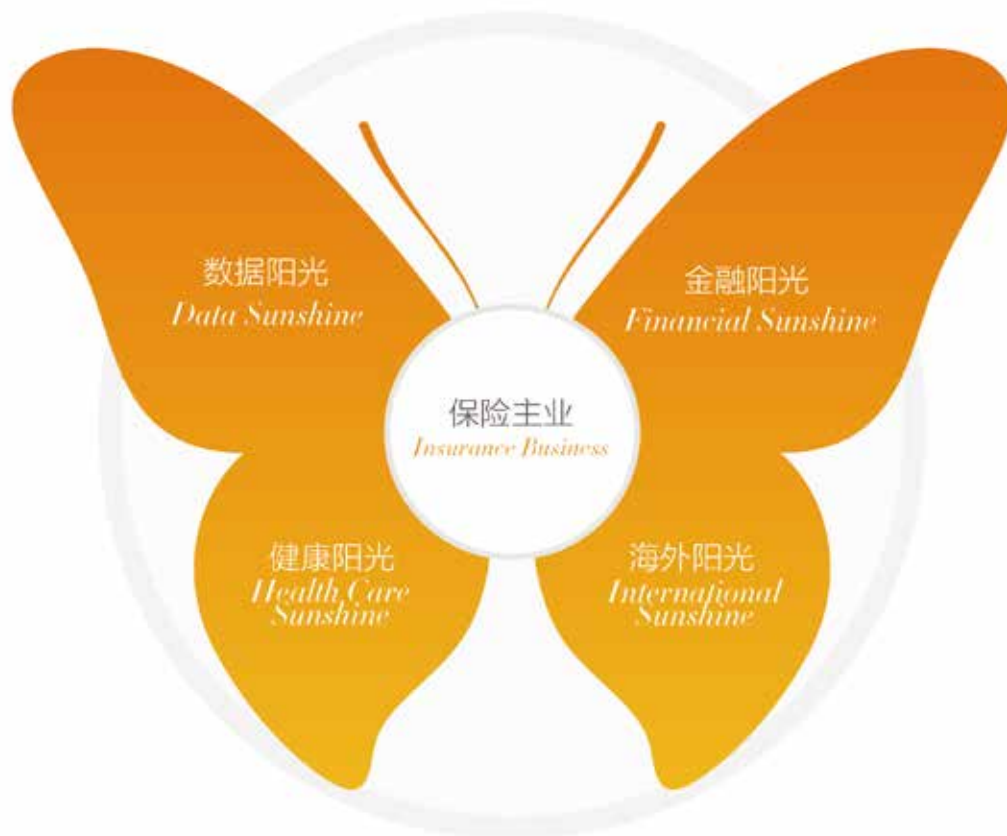 数据阳光
Data Sunshine
金融阳光
Financial Sunshine
保险主业
Insurance Business
健康阳光
Health Care
Sunshine
海外阳光
International
Sunshine